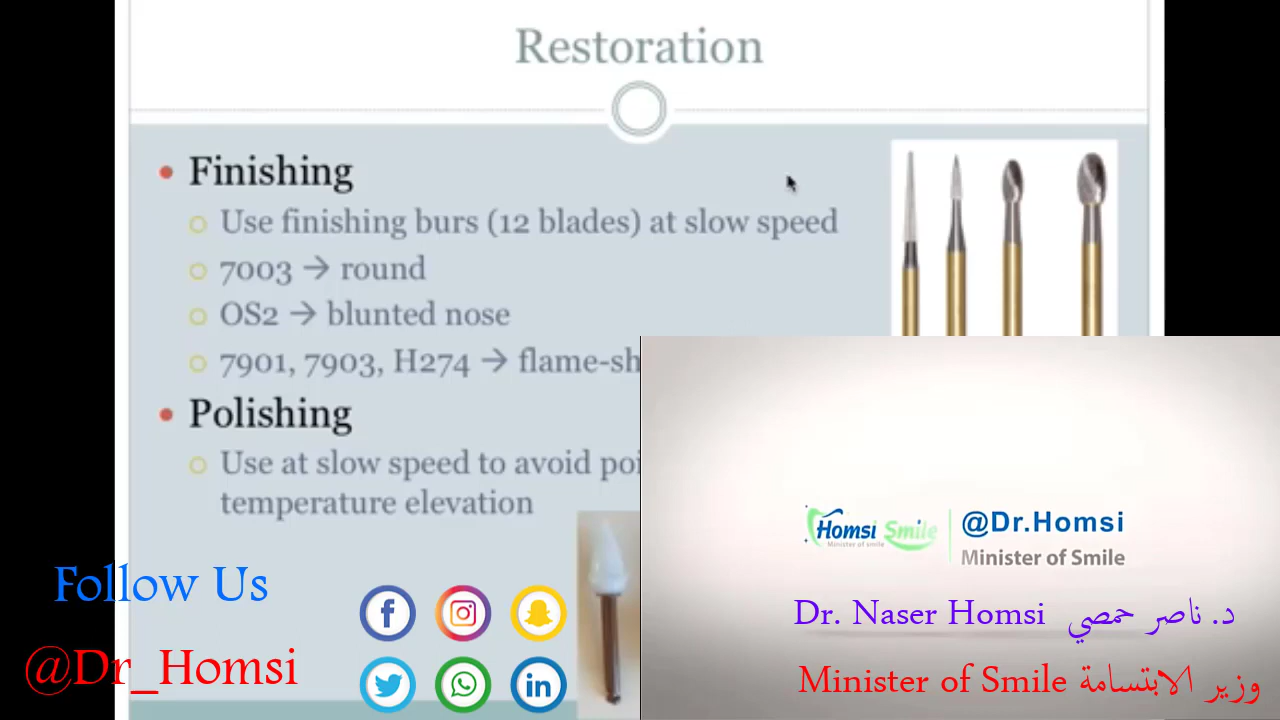 Restoration
Finishing
Use finishing burs (12 blades) at slow speed
7003 → round
OS2 → blunted nose
7901, 7903, H274 → flame-sh
Polishing
Use at slow speed to avoid poi
temperature elevation
Follow Us
@Dr_Homsi
Homsi Smile
Minister of smile
@Dr.Homsi
Minister of Smile
Dr. Naser Homsi د. ناصر حمصي
Minister of Smile وزير الابتسامة